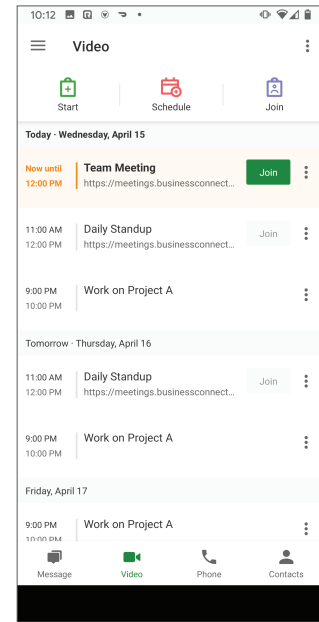 10:12
Video
Start
Schedule
Join
Today · Wednesday, April 15
Now until
12:00 PM
Team Meeting
https://meetings.businessconnect...
Join
11:00 AM
12:00 PM
Daily Standup
https://meetings.businessconnect...
Join
9:00 PM
10:00 PM
Work on Project A
Tomorrow · Thursday, April 16
11:00 AM
12:00 PM
Daily Standup
https://meetings.businessconnect...
Join
9:00 PM
10:00 PM
Work on Project A
Friday, April 17
9:00 PM
10:00 PM
Work on Project A
Message
Video
Phone
Contacts